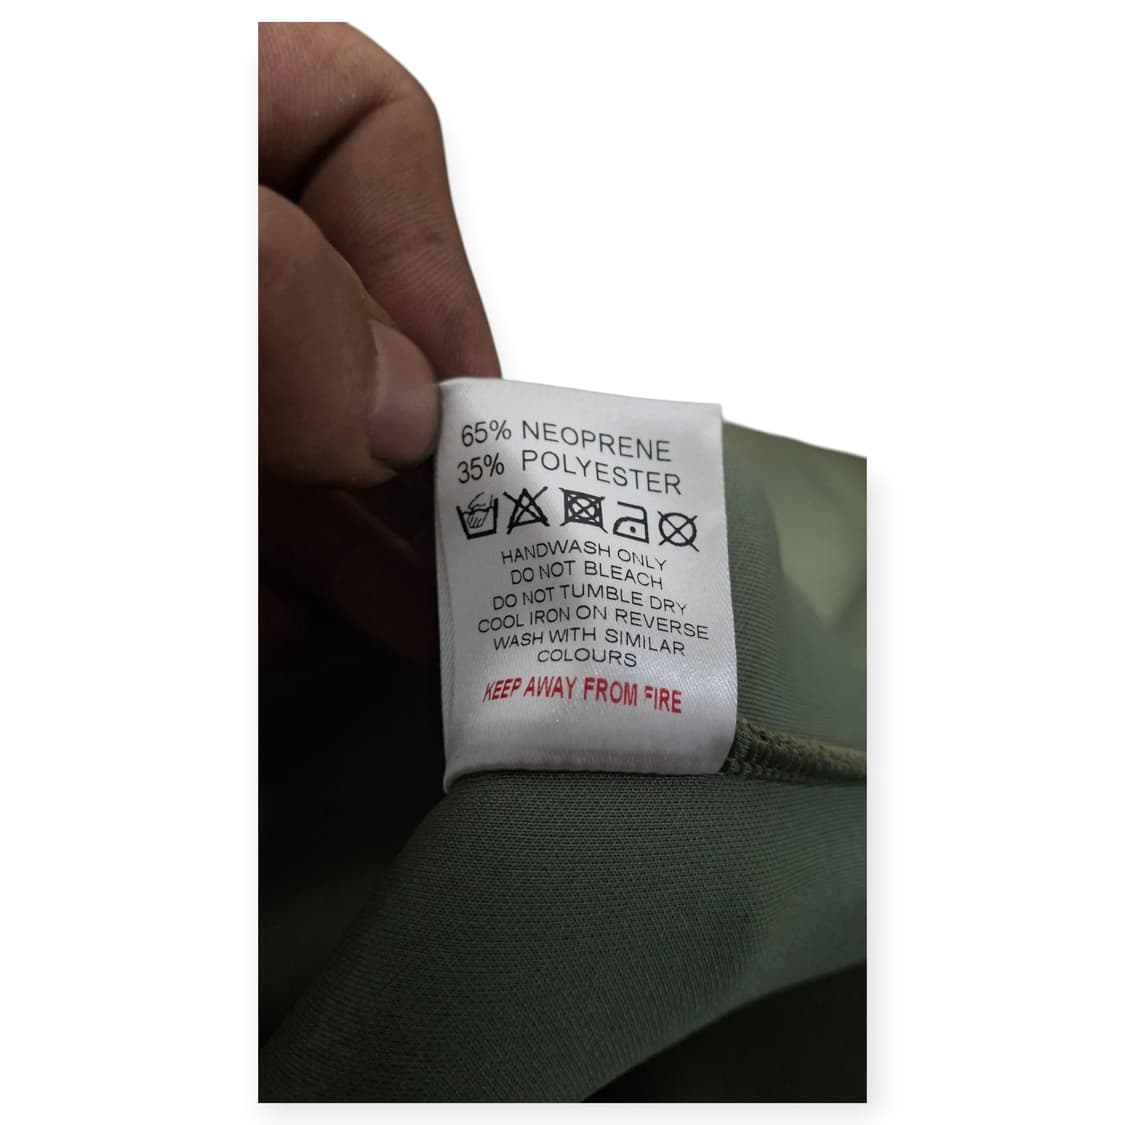 65% NEOPRENE
35% POLYESTER
HANDWASH ONLY
DO NOT BLEACH
DO NOT TUMBLE DRY
COOL IRON ON REVERSE
WASH WITH SIMILAR
COLOURS
KEEP AWAY FROM FIRE